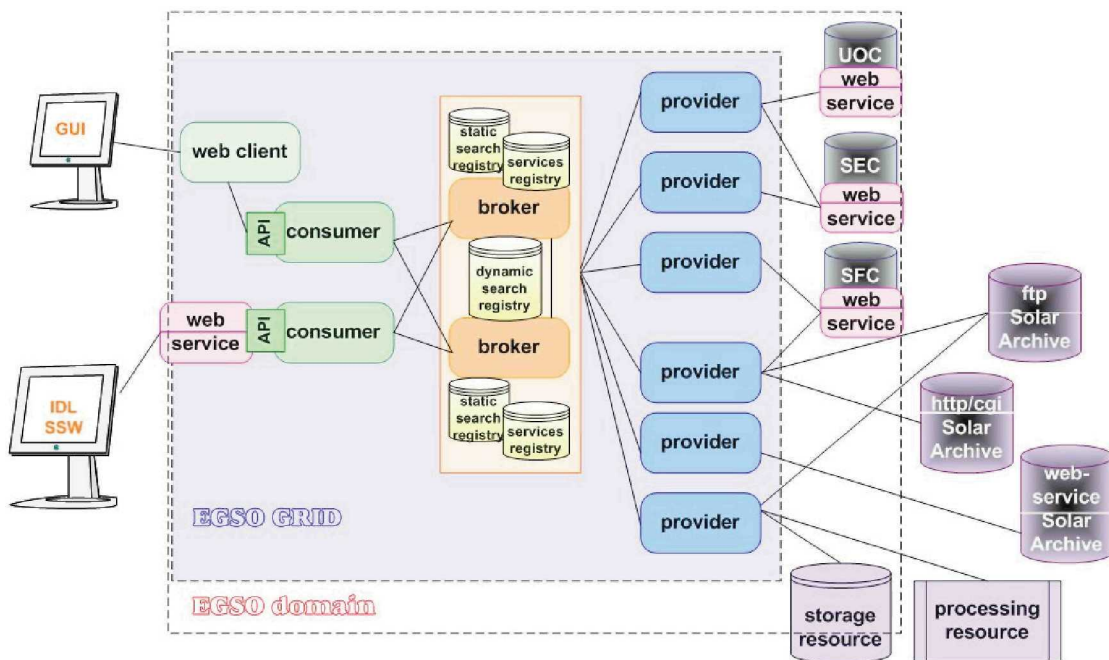 GUI
web client
API
consumer
web
service
API
consumer
IDL
SSW
static
search
registry
services
registry
broker
dynamic
search
registry
broker
static
search
registry
services
registry
provider
provider
provider
provider
provider
provider
UOC
web
service
SEC
web
service
SFC
web
service
ftp
Solar
Archive
http/cgi
Solar
Archive
web-
service
Solar
Archive
storage
resource
processing
resource
EGSO GRID
EGSO domain